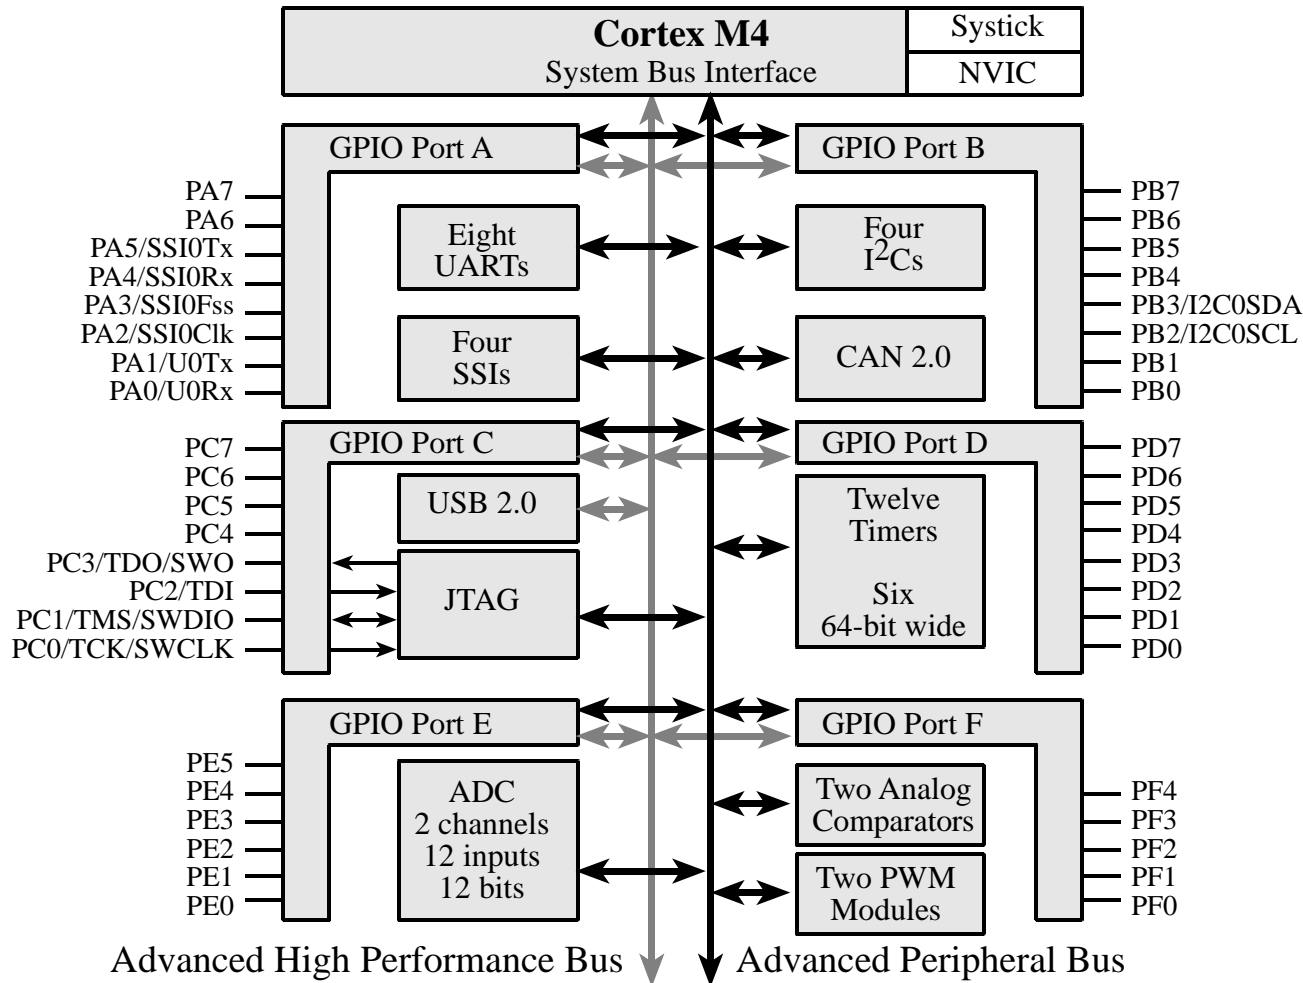 Cortex M4
System Bus Interface
Systick
NVIC
GPIO Port A
PA7
PA6
PA5/SSI0Tx
PA4/SSI0Rx
PA3/SSI0Fss
PA2/SSI0Clk
PA1/U0Tx
PA0/U0Rx
Eight
UARTs
Four
SSIs
GPIO Port B
Four
I²Cs
CAN 2.0
PB7
PB6
PB5
PB4
PB3/I2C0SDA
PB2/I2C0SCL
PB1
PB0
GPIO Port C
PC7
PC6
PC5
PC4
PC3/TDO/SWO
PC2/TDI
PC1/TMS/SWDIO
PC0/TCK/SWCLK
USB 2.0
JTAG
GPIO Port D
Twelve
Timers
Six
64-bit wide
PD7
PD6
PD5
PD4
PD3
PD2
PD1
PD0
GPIO Port E
PE5
PE4
PE3
PE2
PE1
PE0
ADC
2 channels
12 inputs
12 bits
GPIO Port F
Two Analog
Comparators
Two PWM
Modules
PF4
PF3
PF2
PF1
PF0
Advanced High Performance Bus
Advanced Peripheral Bus